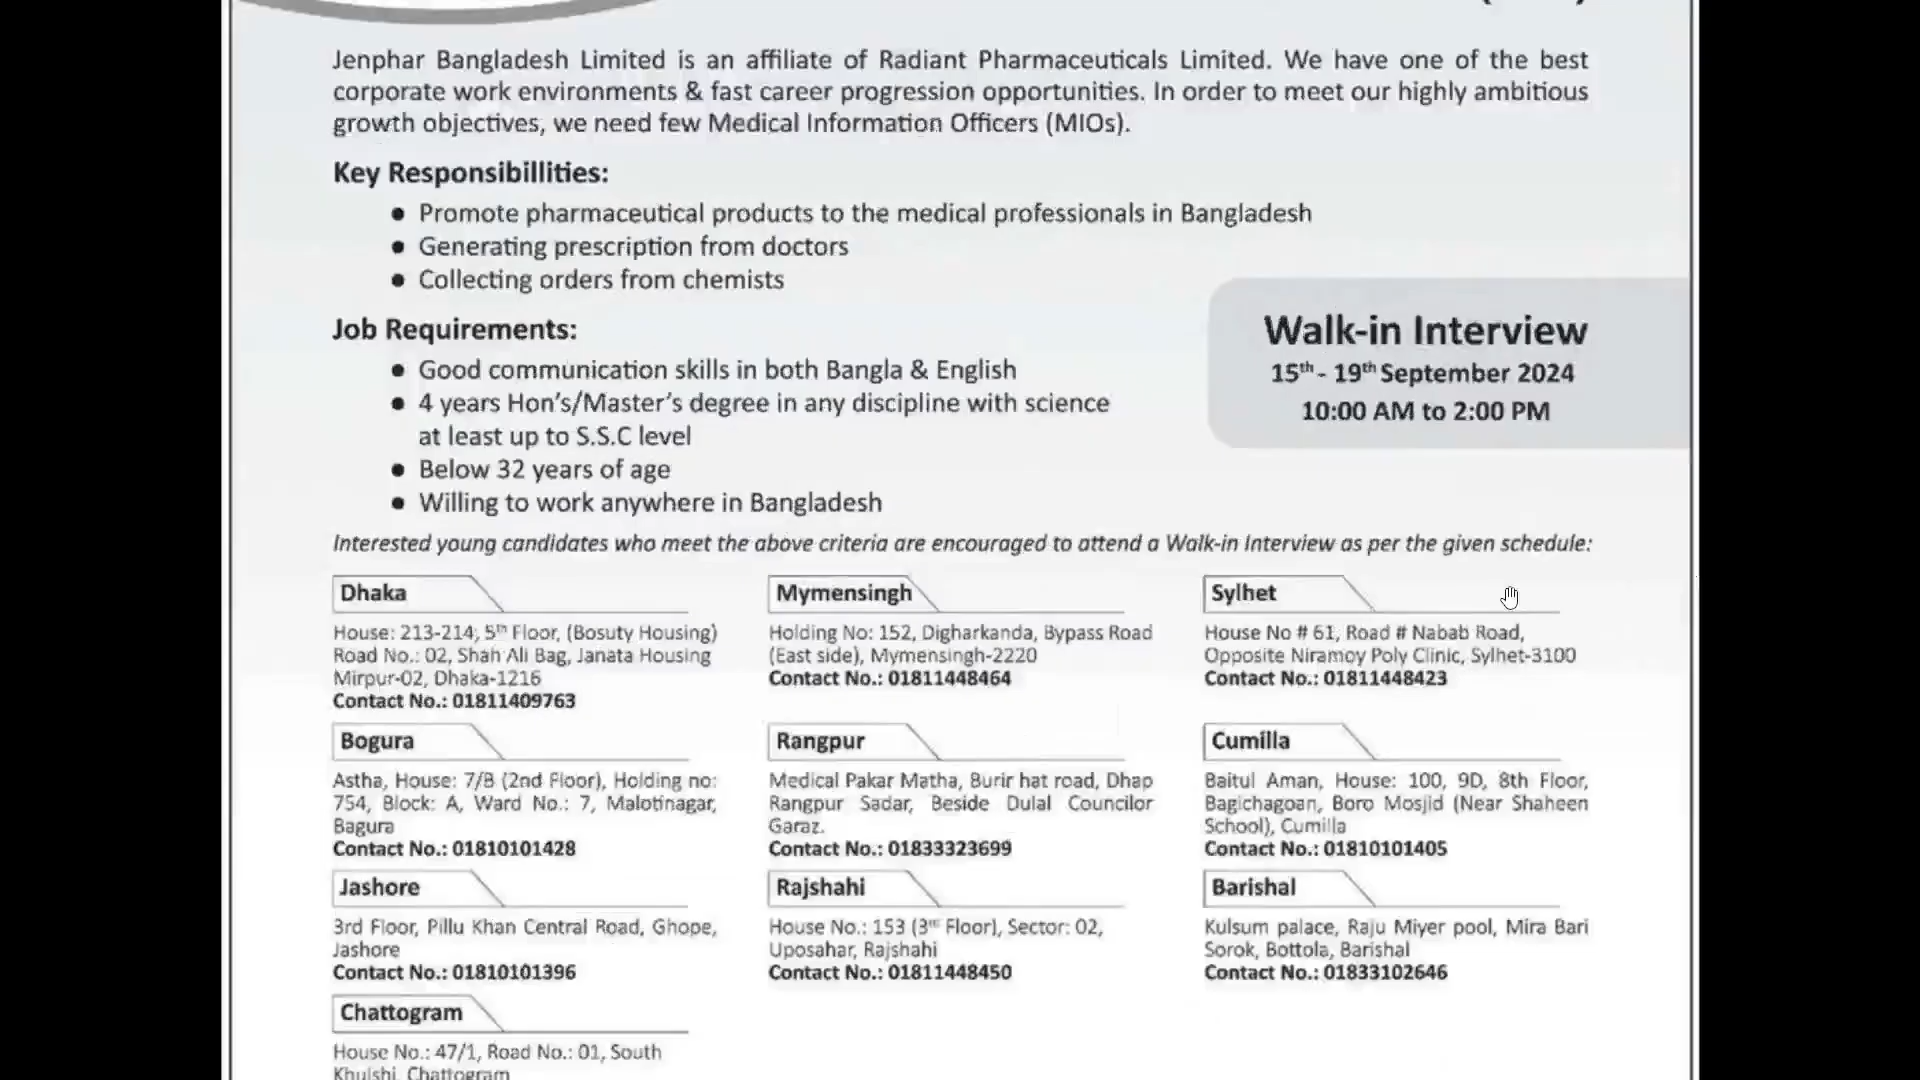 Jenphar Bangladesh Limited is an affiliate of Radiant Pharmaceuticals Limited. We have one of the best
corporate work environments & fast career progression opportunities. In order to meet our highly ambitious
growth objectives, we need few Medical Information Officers (MIOs).
Key Responsibillities:
● Promote pharmaceutical products to the medical professionals in Bangladesh
● Generating prescription from doctors
● Collecting orders from chemists
Job Requirements:
● Good communication skills in both Bangla & English
● 4 years Hon's/Master's degree in any discipline with science
at least up to S.S.C level
● Below 32 years of age
● Willing to work anywhere in Bangladesh
Walk-in Interview
15th - 19th September 2024
10:00 AM to 2:00 PM
Interested young candidates who meet the above criteria are encouraged to attend a Walk-in Interview as per the given schedule:
Dhaka
House: 213-214, 5th Floor, (Bosuty Housing)
Road No.: 02, Shah Ali Bag, Janata Housing
Mirpur-02, Dhaka-1216
Contact No.: 01811409763
Mymensingh
Holding No: 152, Digharkanda, Bypass Road
(East side), Mymensingh-2220
Contact No.: 01811448464
Sylhet
House No # 61, Road # Nabab Road,
Opposite Niramoy Poly Clinic, Sylhet-3100
Contact No.: 01811448423
Bogura
Astha, House: 7/B (2nd Floor), Holding no:
754, Block: A, Ward No.: 7, Malotinagar,
Bagura
Contact No.: 01810101428
Rangpur
Medical Pakar Matha, Burir hat road, Dhap
Rangpur Sadar, Beside Dulal Councilor
Garaz.
Contact No.: 01833323699
Cumilla
Baitul Aman, House: 100, 9D, 8th Floor,
Bagichagoan, Boro Mosjid (Near Shaheen
School), Cumilla
Contact No.: 01810101405
Jashore
3rd Floor, Pillu Khan Central Road, Ghope,
Jashore
Contact No.: 01810101396
Rajshahi
House No.: 153 (3rd Floor), Sector: 02,
Uposahar, Rajshahi
Contact No.: 01811448450
Barishal
Kulsum palace, Raju Miyer pool, Mira Bari
Sorok, Bottola, Barishal
Contact No.: 01833102646
Chattogram
House No.: 47/1, Road No.: 01, South
Khulshi, Chattogram